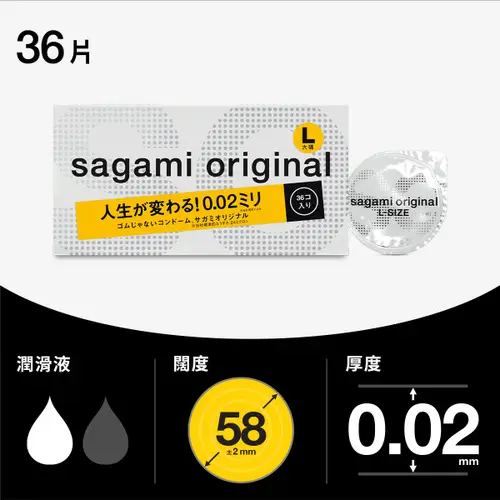 36片
L
大碼
sagami original
人生が変わる!0.02ミリ
ゴムじゃないコンドーム、サガミオリジナル
36コ
入り
sagami original
L-SIZE
潤滑液
闊度
厚度
58
±2mm
0.02
mm